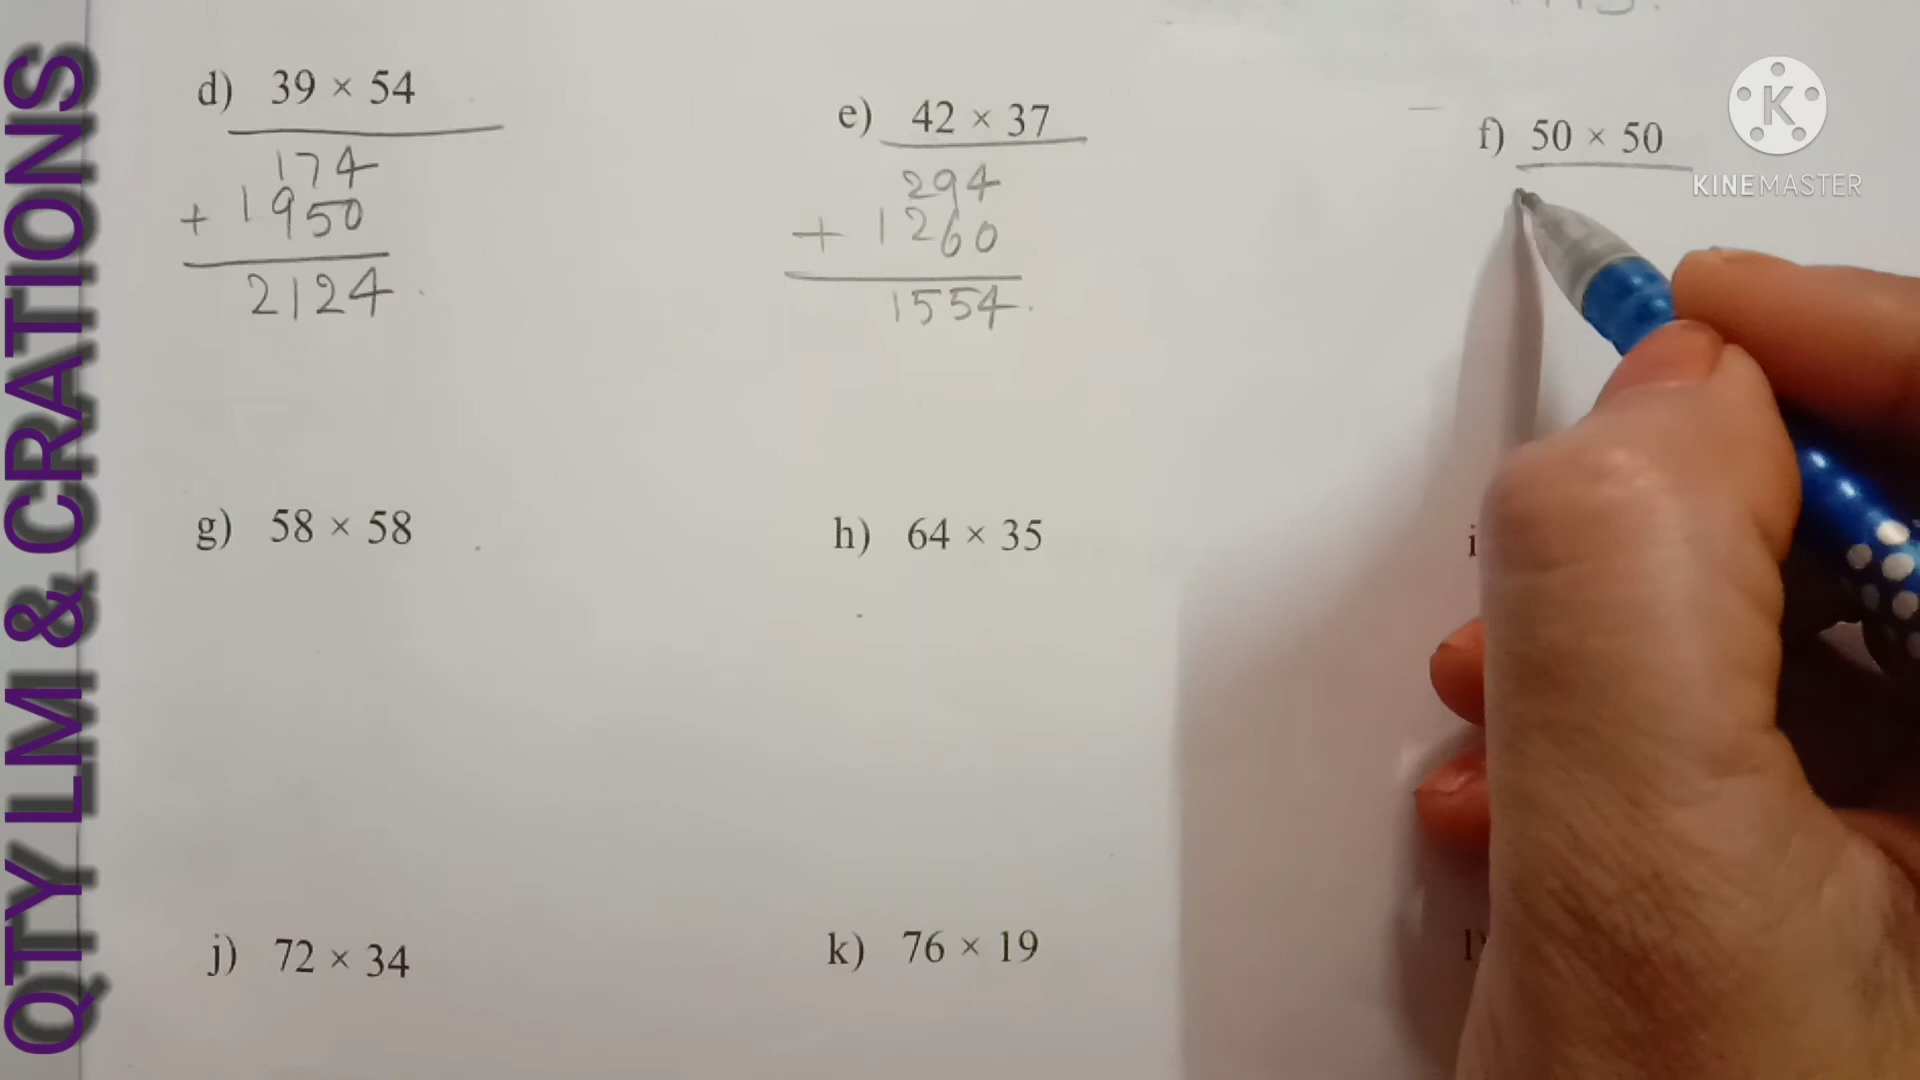 QTY LM & CRATIONS
d) 39 × 54
174
+ 1950
2124
e) 42 × 37
294
+ 1260
1554.
f) 50 × 50
K
KINEMASTER
g) 58 × 58
h) 64 × 35
i
j) 72 × 34
k) 76 × 19